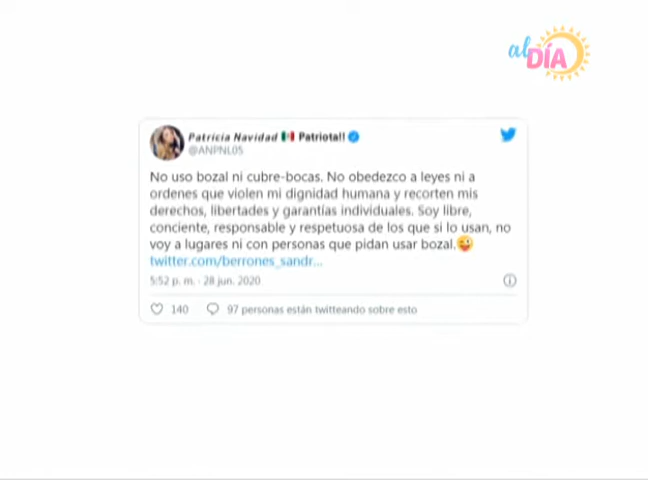 al DÍA
Patricia Navidad 🇲🇽 Patriota!!
@ANPNL05
No uso bozal ni cubre-bocas. No obedezco a leyes ni a
ordenes que violen mi dignidad humana y recorten mis
derechos, libertades y garantías individuales. Soy libre,
conciente, responsable y respetuosa de los que si lo usan, no
voy a lugares ni con personas que pidan usar bozal.😜
twitter.com/berrones_sandr...
5:52 p. m. · 28 jun. 2020
140 97 personas están twitteando sobre esto